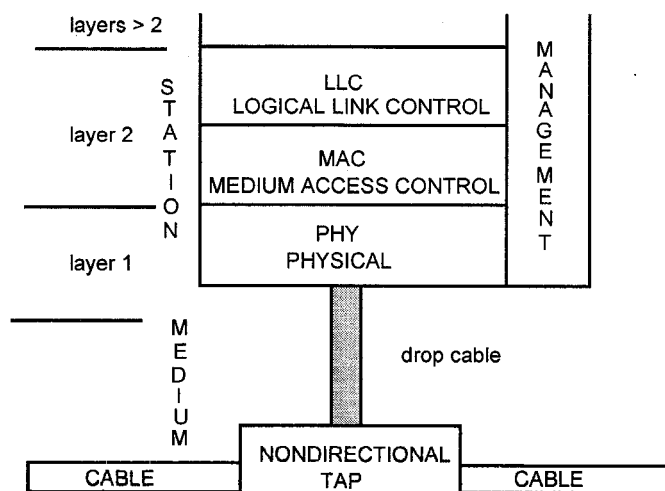 layers > 2
LLC
LOGICAL LINK CONTROL
layer 2
MAC
MEDIUM ACCESS CONTROL
STATION
MANAGEMENT
layer 1
PHY
PHYSICAL
MEDIUM
drop cable
NONDIRECTIONAL
TAP
CABLE
CABLE